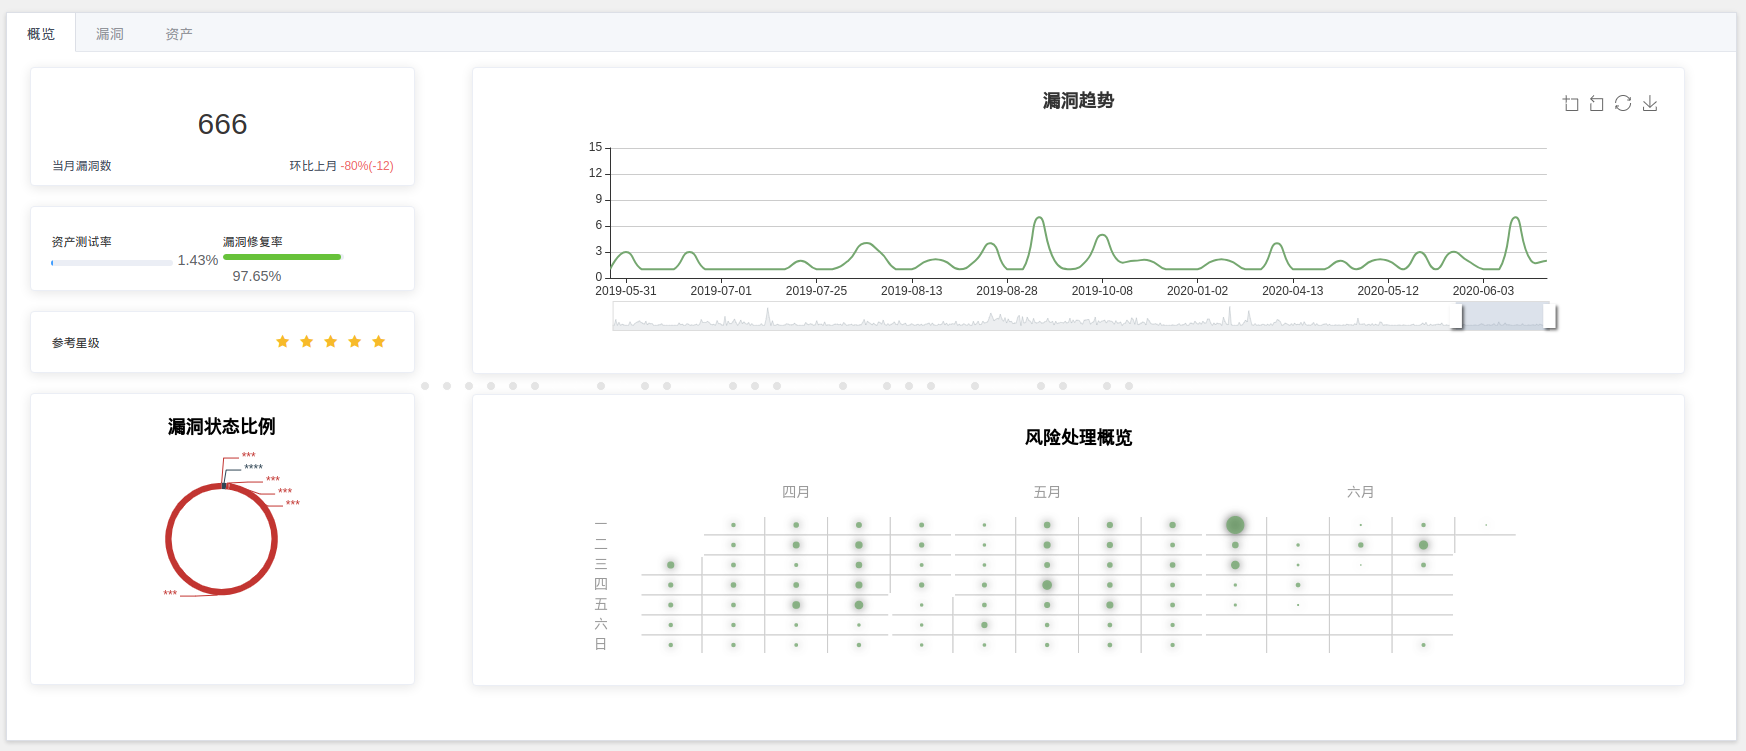 概览 漏洞 资产
666
当月漏洞数 环比上月 -80%(-12)
资产测试率 漏洞修复率
1.43%
97.65%
参考星级
漏洞状态比例
***
****
***
***
***
***
漏洞趋势
15
12
9
6
3
0
2019-05-31 2019-07-01 2019-07-25 2019-08-13 2019-08-28 2019-10-08 2020-01-02 2020-04-13 2020-05-12 2020-06-03
风险处理概览
四月 五月 六月
一
二
三
四
五
六
日